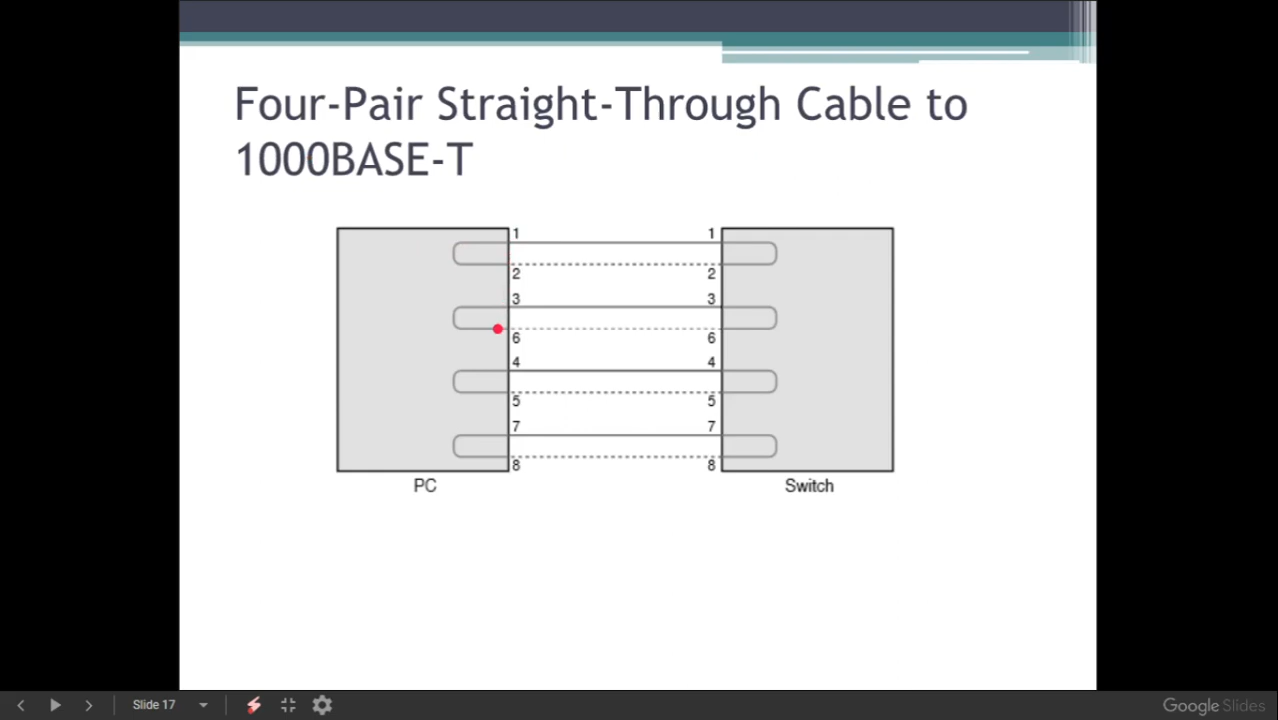 Four-Pair Straight-Through Cable to
1000BASE-T
1 1
2 2
3 3
6 6
4 4
5 5
7 7
8 8
PC Switch
Slide 17 Google Slides